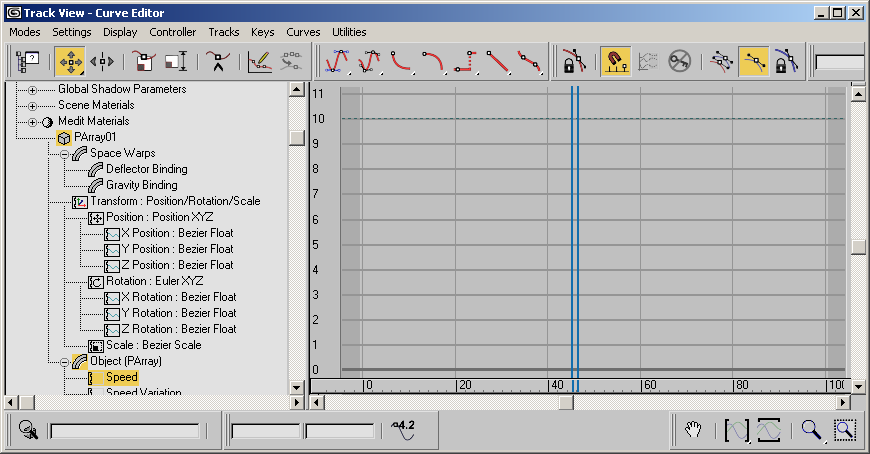 Track View - Curve Editor
Modes Settings Display Controller Tracks Keys Curves Utilities
Global Shadow Parameters
Scene Materials
Medit Materials
PArray01
Space Warps
Deflector Binding
Gravity Binding
Transform : Position/Rotation/Scale
Position : Position XYZ
X Position : Bezier Float
Y Position : Bezier Float
Z Position : Bezier Float
Rotation : Euler XYZ
X Rotation : Bezier Float
Y Rotation : Bezier Float
Z Rotation : Bezier Float
Scale : Bezier Scale
Object (PArray)
Speed
Speed Variation
11
10
9
8
7
6
5
4
3
2
1
0
0 20 40 60 80 100
4.2